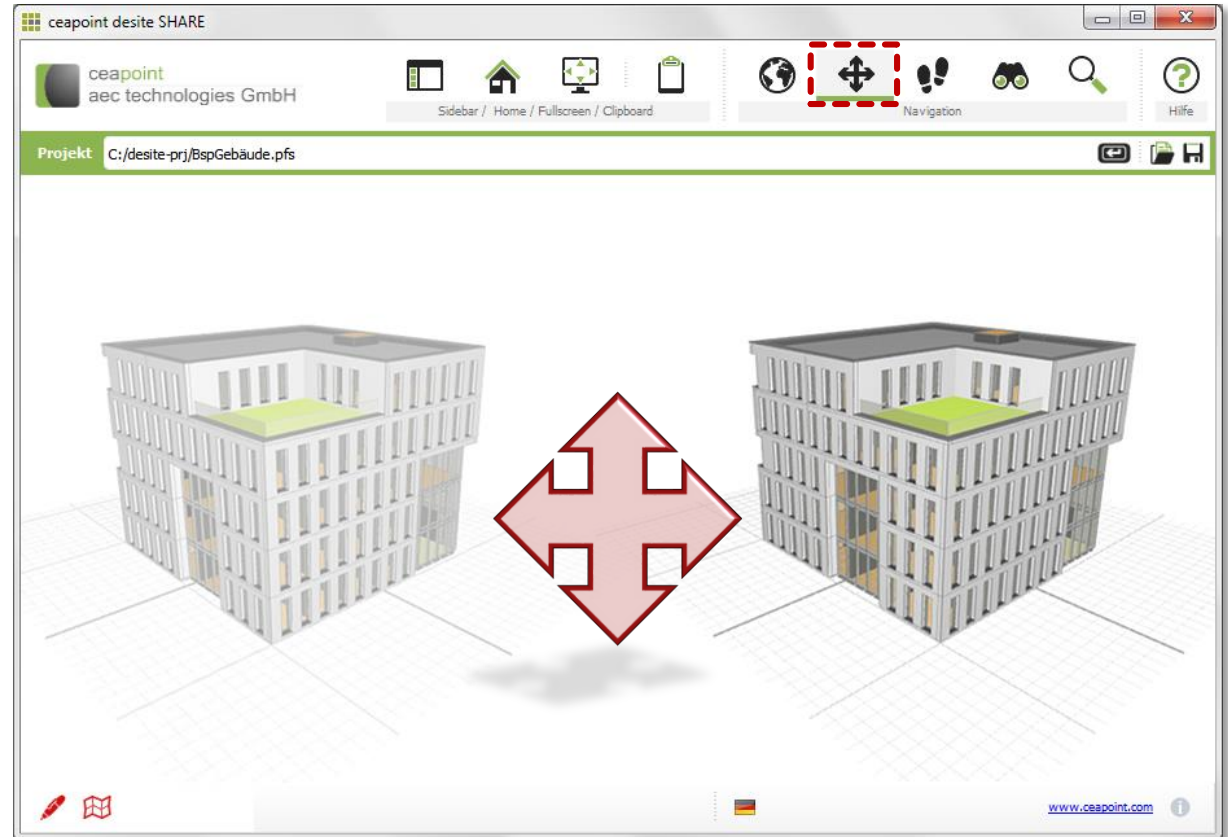 ceapoint desite SHARE
ceapoint
aec technologies GmbH
Sidebar / Home / Fullscreen / Clipboard
Navigation
Hilfe
Projekt C:/desite-prj/BspGebäude.pfs
www.ceapoint.com